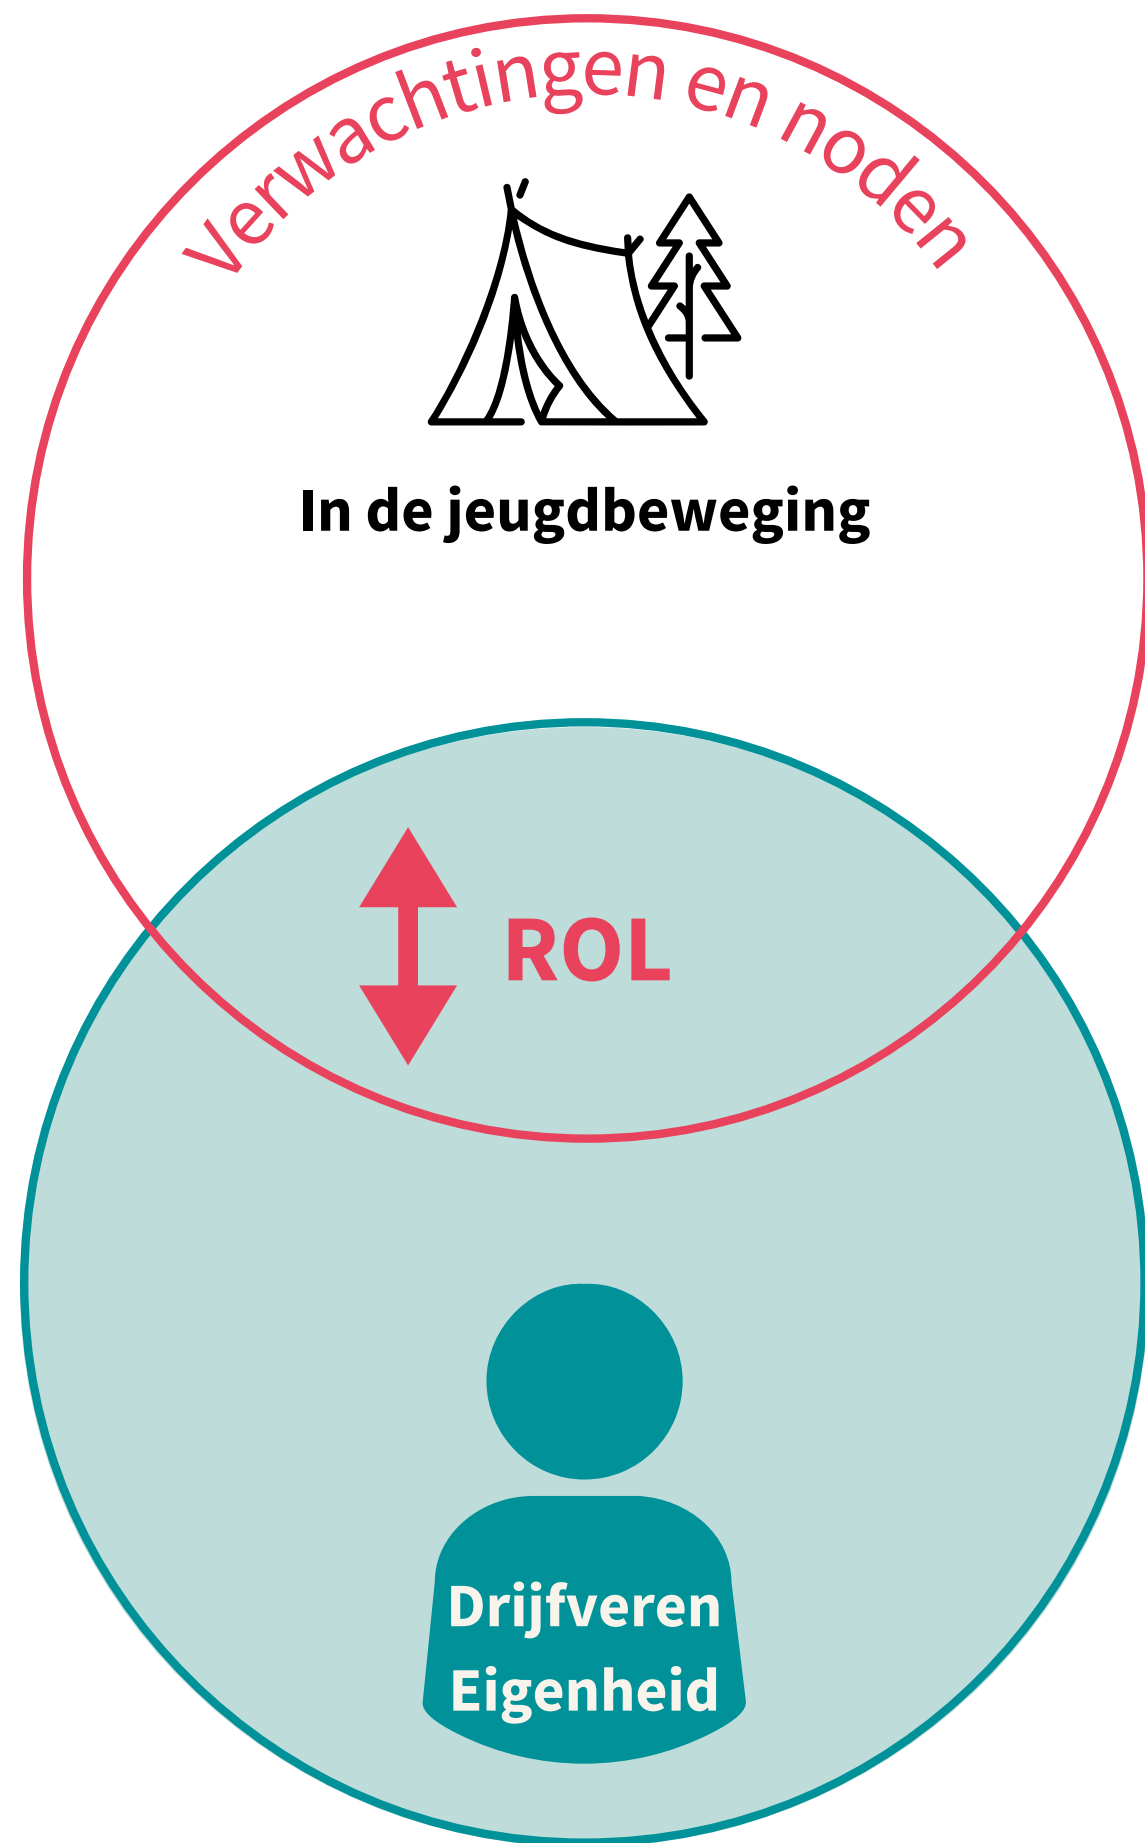 Verwachtingen en noden
In de jeugdbeweging
ROL
Drijfveren
Eigenheid